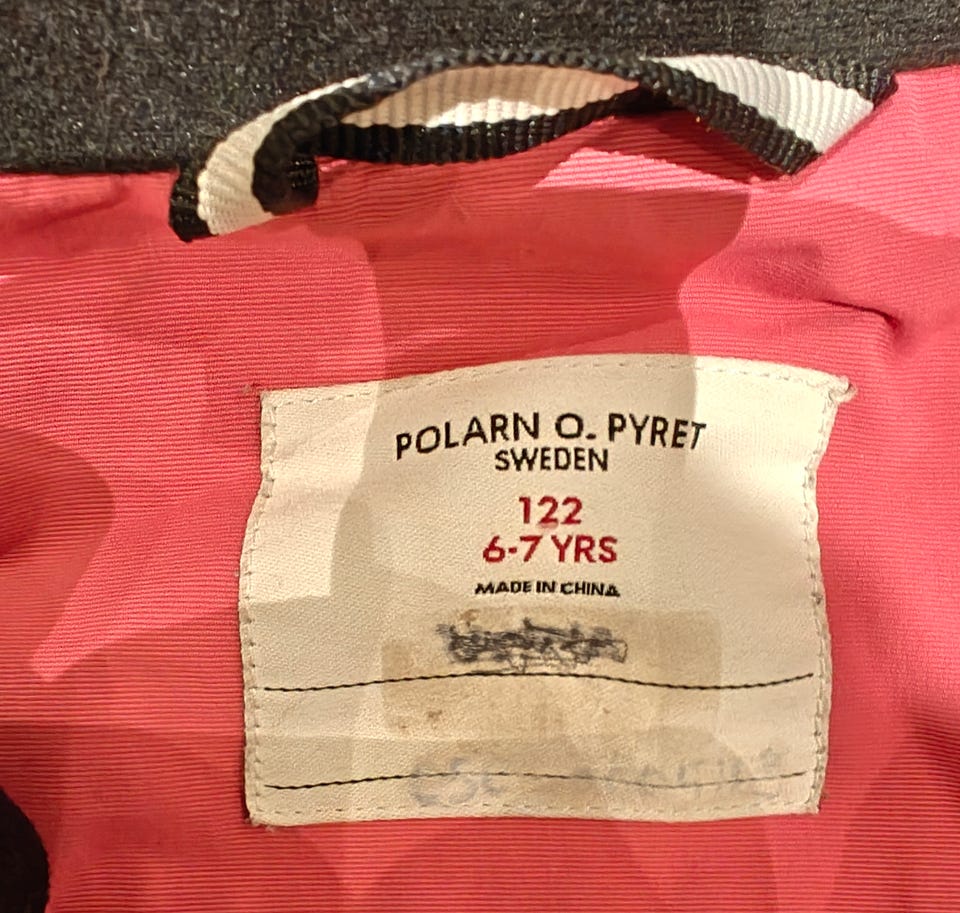 POLARN O. PYRET
SWEDEN
122
6-7 YRS
MADE IN CHINA